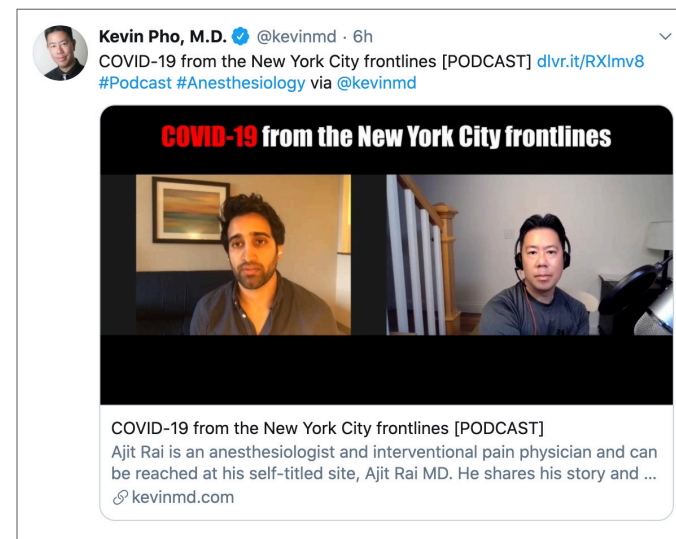 Kevin Pho, M.D. @kevinmd · 6h
COVID-19 from the New York City frontlines [PODCAST] dlvr.it/RXlmv8
#Podcast #Anesthesiology via @kevinmd
COVID-19 from the New York City frontlines
COVID-19 from the New York City frontlines [PODCAST]
Ajit Rai is an anesthesiologist and interventional pain physician and can
be reached at his self-titled site, Ajit Rai MD. He shares his story and ...
kevinmd.com